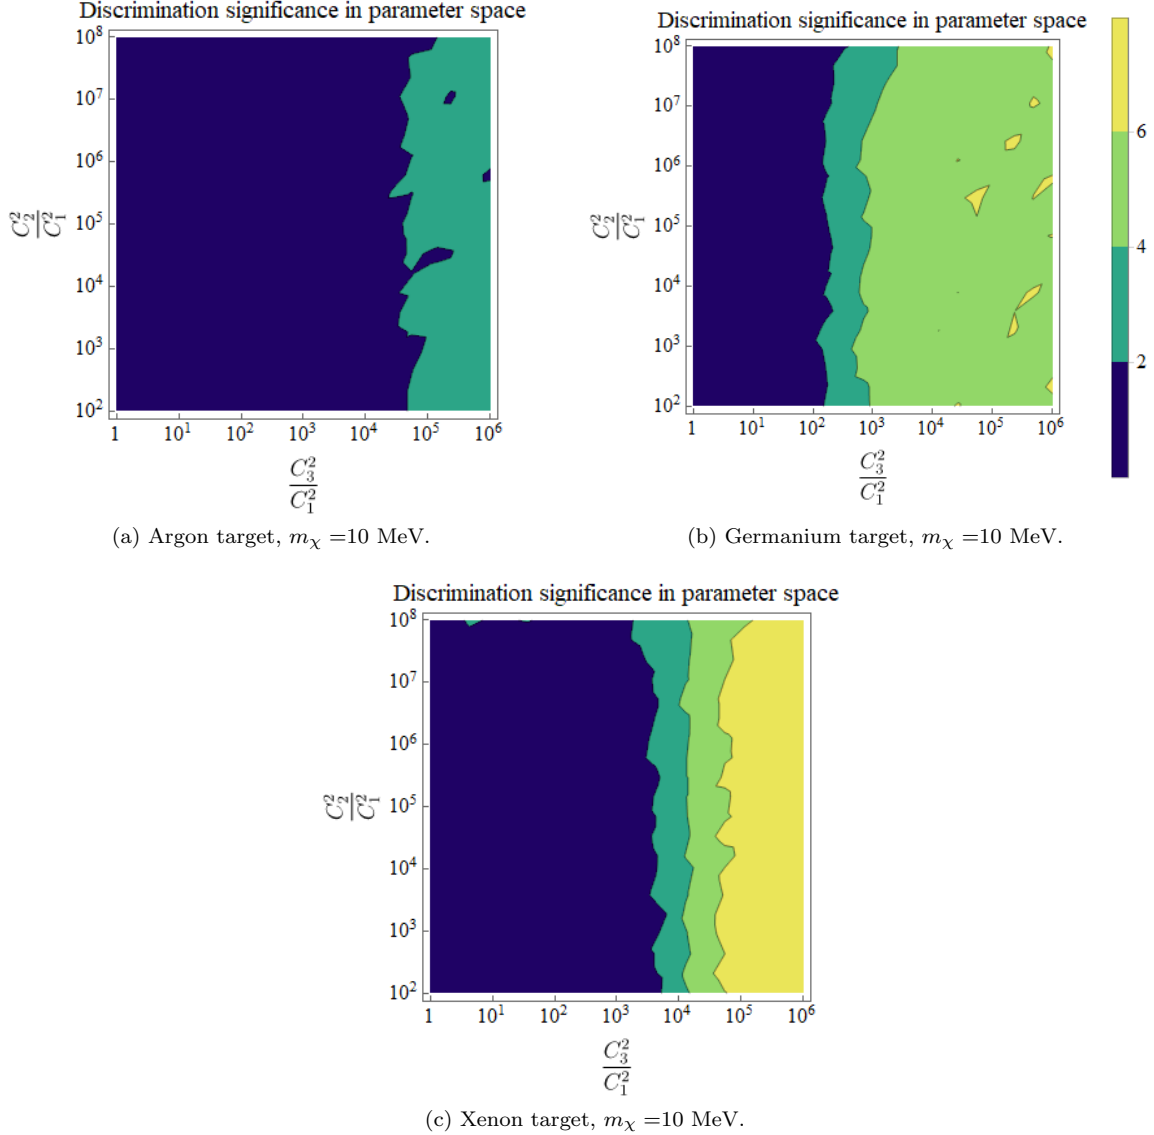 Discrimination significance in parameter space
10^8
10^7
10^6
10^5
10^4
10^3
10^2
C_2^2/C_1^2
1 10^1 10^2 10^3 10^4 10^5 10^6
C_3^2/C_1^2
(a) Argon target, m_χ =10 MeV.
Discrimination significance in parameter space
10^8
10^7
10^6
10^5
10^4
10^3
10^2
C_2^2/C_1^2
1 10^1 10^2 10^3 10^4 10^5 10^6
C_3^2/C_1^2
6
4
2
(b) Germanium target, m_χ =10 MeV.
Discrimination significance in parameter space
10^8
10^7
10^6
10^5
10^4
10^3
10^2
C_2^2/C_1^2
1 10^1 10^2 10^3 10^4 10^5 10^6
C_3^2/C_1^2
(c) Xenon target, m_χ =10 MeV.